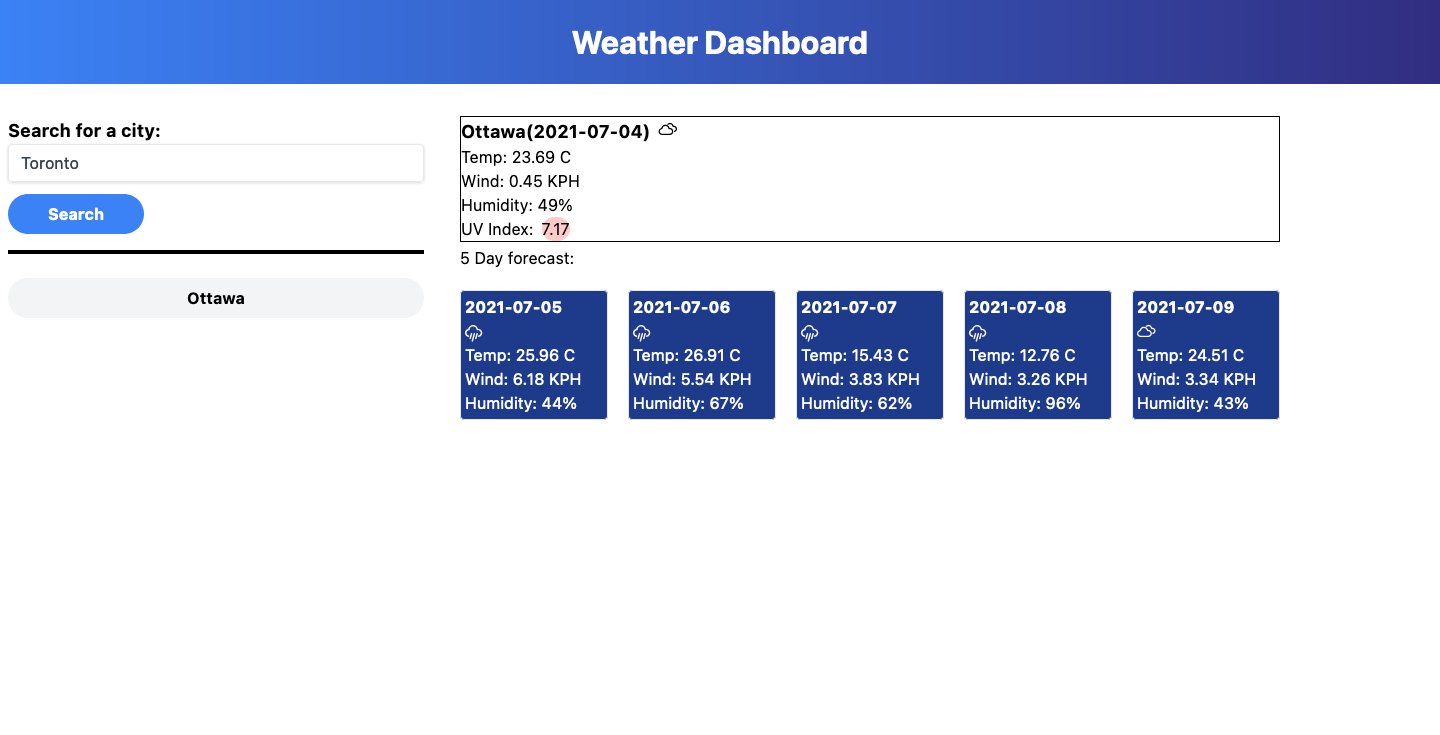 Weather Dashboard
Search for a city:
Toronto
Search
Ottawa
Ottawa(2021-07-04)
Temp: 23.69 C
Wind: 0.45 KPH
Humidity: 49%
UV Index: 7.17
5 Day forecast:
2021-07-05
Temp: 25.96 C
Wind: 6.18 KPH
Humidity: 44%
2021-07-06
Temp: 26.91 C
Wind: 5.54 KPH
Humidity: 67%
2021-07-07
Temp: 15.43 C
Wind: 3.83 KPH
Humidity: 62%
2021-07-08
Temp: 12.76 C
Wind: 3.26 KPH
Humidity: 96%
2021-07-09
Temp: 24.51 C
Wind: 3.34 KPH
Humidity: 43%